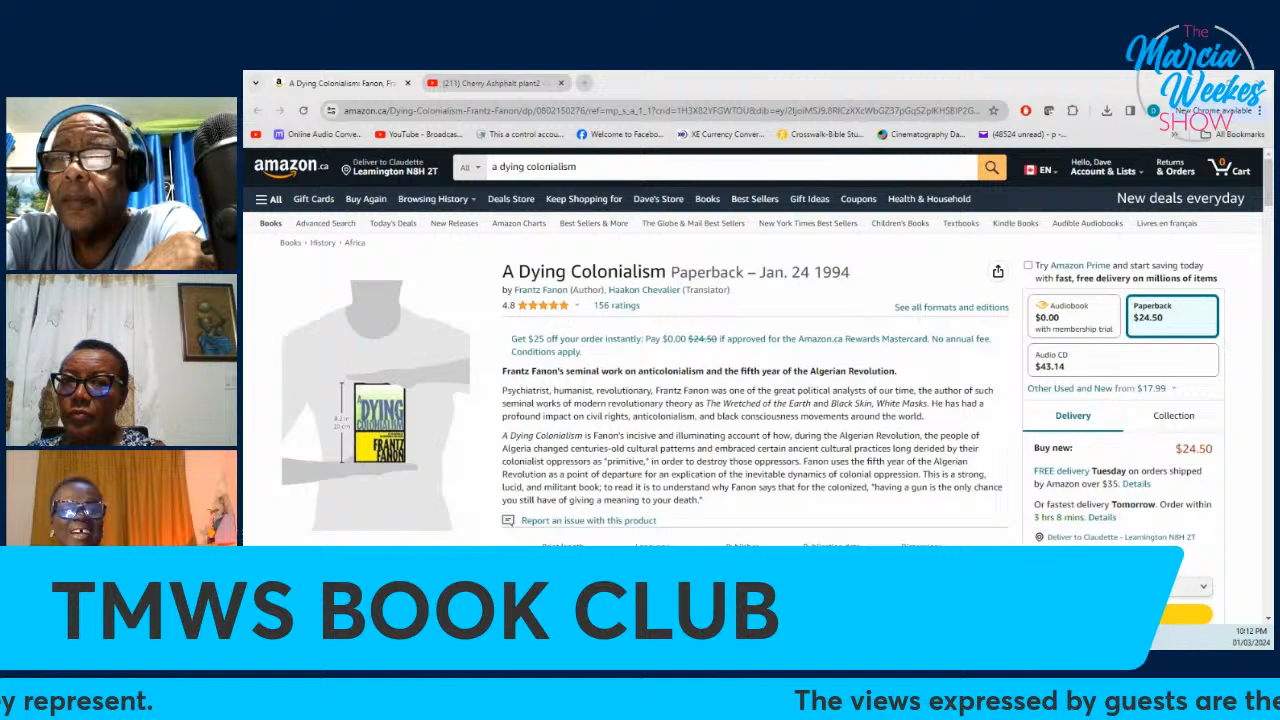 The
Marcia
Weekes
SHOW
A Dying Colonialism: Fanon, Fr
(211) Cherry Ashphalt plant2
New Chrome available
Online Audio Conve...
YouTube - Broadcas...
This a control accou...
Welcome to Facebo...
XE Currency Conver...
Crosswalk-Bible Stu...
Cinematography Da...
(48524 unread) - p -...
All Bookmarks
amazon.ca
Deliver to Claudette
Leamington N8H 2T
All
a dying colonialism
EN
Hello, Dave
Account & Lists
Returns
& Orders
0
Cart
All
Gift Cards
Buy Again
Browsing History
Deals Store
Keep Shopping for
Dave's Store
Books
Best Sellers
Gift Ideas
Coupons
Health & Household
New deals everyday
Books
Advanced Search
Today's Deals
New Releases
Amazon Charts
Best Sellers & More
The Globe & Mail Best Sellers
New York Times Best Sellers
Children's Books
Textbooks
Kindle Books
Audible Audiobooks
Livres en français
Books › History › Africa
A Dying Colonialism Paperback – Jan. 24 1994
by Frantz Fanon (Author), Haakon Chevalier (Translator)
4.8
156 ratings
See all formats and editions
Get $25 off your order instantly: Pay $0.00 $24.50 if approved for the Amazon.ca Rewards Mastercard. No annual fee.
Conditions apply.
Frantz Fanon's seminal work on anticolonialism and the fifth year of the Algerian Revolution.
Psychiatrist, humanist, revolutionary, Frantz Fanon was one of the great political analysts of our time, the author of such
seminal works of modern revolutionary theory as The Wretched of the Earth and Black Skin, White Masks. He has had a
profound impact on civil rights, anticolonialism, and black consciousness movements around the world.
A Dying Colonialism is Fanon's incisive and illuminating account of how, during the Algerian Revolution, the people of
Algeria changed centuries-old cultural patterns and embraced certain ancient cultural practices long derided by their
colonialist oppressors as "primitive," in order to destroy those oppressors. Fanon uses the fifth year of the Algerian
Revolution as a point of departure for an explication of the inevitable dynamics of colonial oppression. This is a strong,
lucid, and militant book; to read it is to understand why Fanon says that for the colonized, "having a gun is the only chance
you still have of giving a meaning to your death."
Report an issue with this product
A
DYING
COLONIALISM
FRANTZ
FANON
Try Amazon Prime and start saving today
with fast, free delivery on millions of items
Audiobook
$0.00
with membership trial
Paperback
$24.50
Audio CD
$43.14
Other Used and New from $17.99
Delivery
Collection
Buy new:
$24.50
FREE delivery Tuesday on orders shipped
by Amazon over $35. Details
Or fastest delivery Tomorrow. Order within
3 hrs 8 mins. Details
Deliver to Claudette - Leamington N8H 2T
10:12 PM
01/03/2024
TMWS BOOK CLUB
ey represent.
The views expressed by guests are the